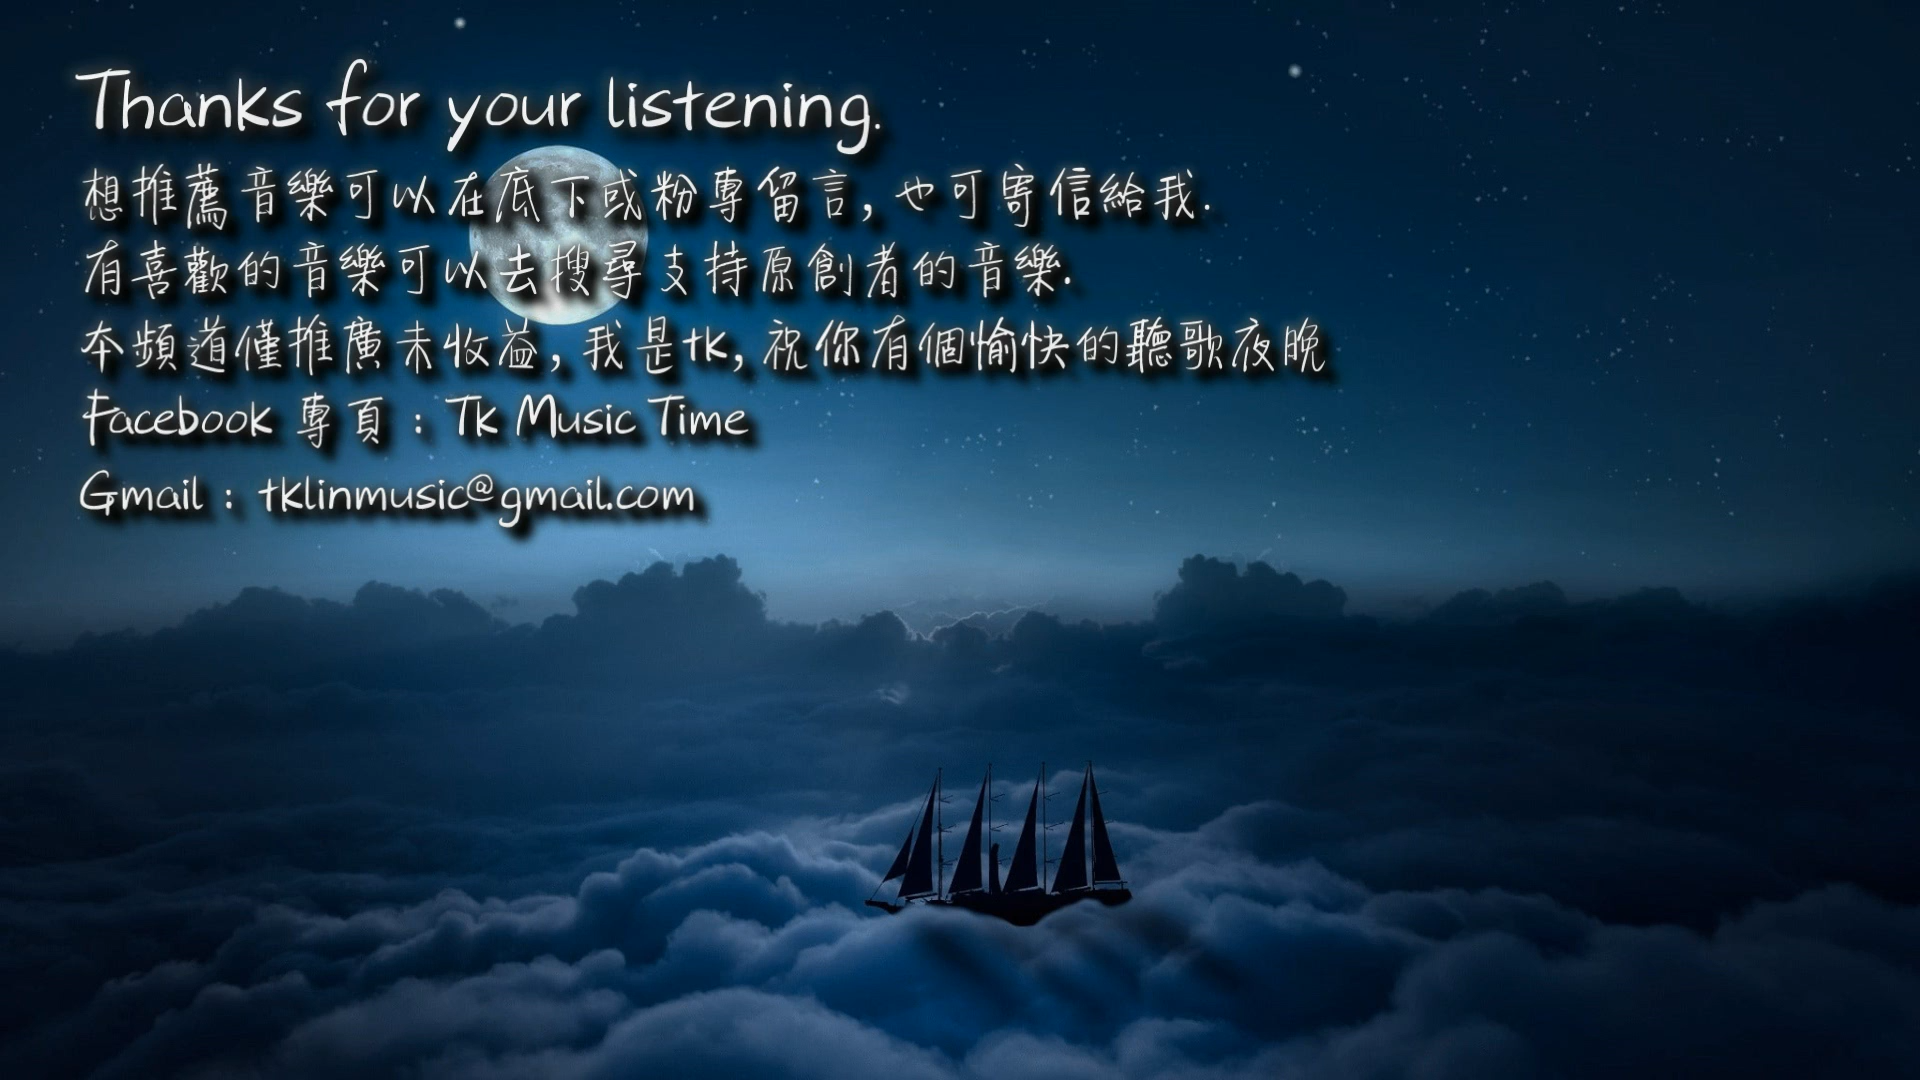 Thanks for your listening.
想推薦音樂可以在底下或粉專留言, 也可寄信給我.
有喜歡的音樂可以去搜尋支持原創者的音樂.
本頻道僅推廣未收益, 我是tk, 祝你有個愉快的聽歌夜晚
Facebook 專頁 : Tk Music Time
Gmail : tklinmusic@gmail.com